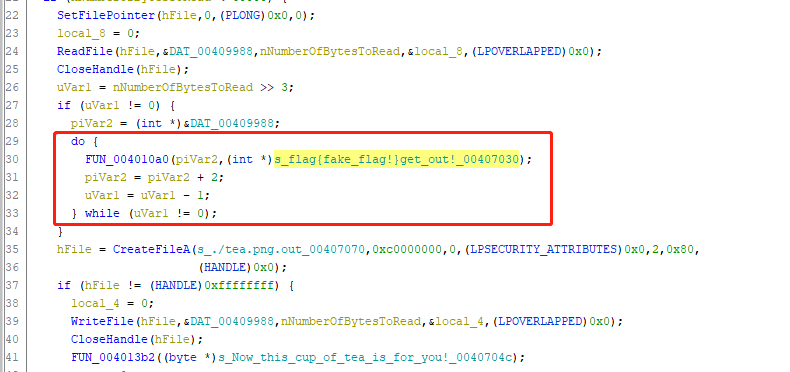 22 SetFilePointer(hFile,0,(PLONG)0x0,0);
23 local_8 = 0;
24 ReadFile(hFile,&DAT_00409988,nNumberOfBytesToRead,&local_8,(LPOVERLAPPED)0x0);
25 CloseHandle(hFile);
26 uVar1 = nNumberOfBytesToRead >> 3;
27 if (uVar1 != 0) {
28 piVar2 = (int *)&DAT_00409988;
29 do {
30 FUN_004010a0(piVar2,(int *)s_flag{fake_flag!}get_out!_00407030);
31 piVar2 = piVar2 + 2;
32 uVar1 = uVar1 - 1;
33 } while (uVar1 != 0);
34 }
35 hFile = CreateFileA(s_./tea.png.out_00407070,0xc0000000,0,(LPSECURITY_ATTRIBUTES)0x0,2,0x80,
36 (HANDLE)0x0);
37 if (hFile != (HANDLE)0xffffffff) {
38 local_4 = 0;
39 WriteFile(hFile,&DAT_00409988,nNumberOfBytesToRead,&local_4,(LPOVERLAPPED)0x0);
40 CloseHandle(hFile);
41 FUN_004013b2((byte *)s_Now_this_cup_of_tea_is_for_you!_0040704c);